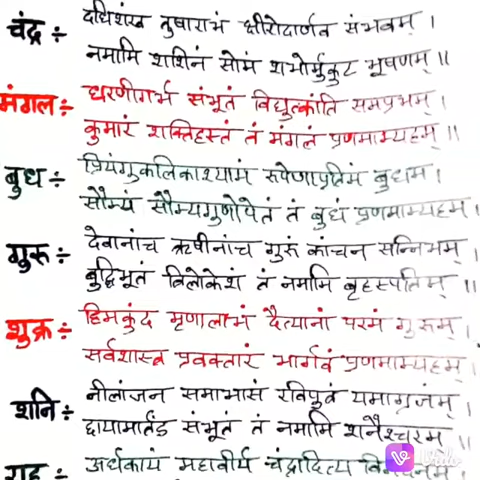 चंद्र ÷ दधिशंख तुषाराभं क्षीरोदार्णव संभवम् ।
नमामि शशिनं सोमं शंभोर्मुकुट भूषणम् ॥
मंगल ÷ धरणीगर्भ संभूतं विद्युत्कांति समप्रभम् ।
कुमारं शक्तिहस्तं तं मंगलं प्रणमाम्यहम् ॥
बुध ÷ प्रियंगुकलिकाश्यामं रुपेणाप्रतिमं बुधम ।
सौम्यं सौम्यगुणोपेतं तं बुधं प्रणमाम्यहम ।
गुरू ÷ देवानांच ऋषीनांच गुरुं कांचन सन्निभम् ।
बुद्धिभूतं त्रिलोकेशं तं नमामि बृहस्पतिम् ॥
शुक्र ÷ हिमकुंद मृणालाभं दैत्यानां परमं गुरूम् ।
सर्वशास्त्र प्रवक्तारं भार्गवं प्रणमाम्यहम् ।
शनि ÷ नीलांजन समाभासं रविपुत्रं यमाग्रजम् ।
छायामार्तंड संभूतं तं नमामि शनैश्चरम ॥
राहू ÷ अर्धकायं महावीर्य चंद्रादित्य